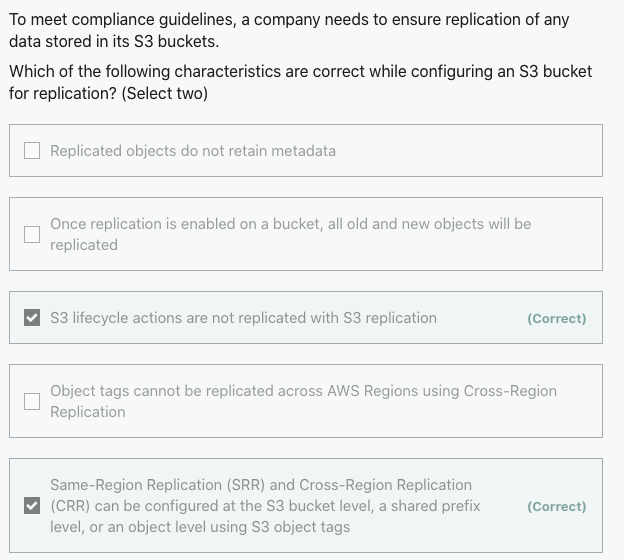 To meet compliance guidelines, a company needs to ensure replication of any
data stored in its S3 buckets.
Which of the following characteristics are correct while configuring an S3 bucket
for replication? (Select two)
Replicated objects do not retain metadata
Once replication is enabled on a bucket, all old and new objects will be
replicated
S3 lifecycle actions are not replicated with S3 replication (Correct)
Object tags cannot be replicated across AWS Regions using Cross-Region
Replication
Same-Region Replication (SRR) and Cross-Region Replication
(CRR) can be configured at the S3 bucket level, a shared prefix (Correct)
level, or an object level using S3 object tags